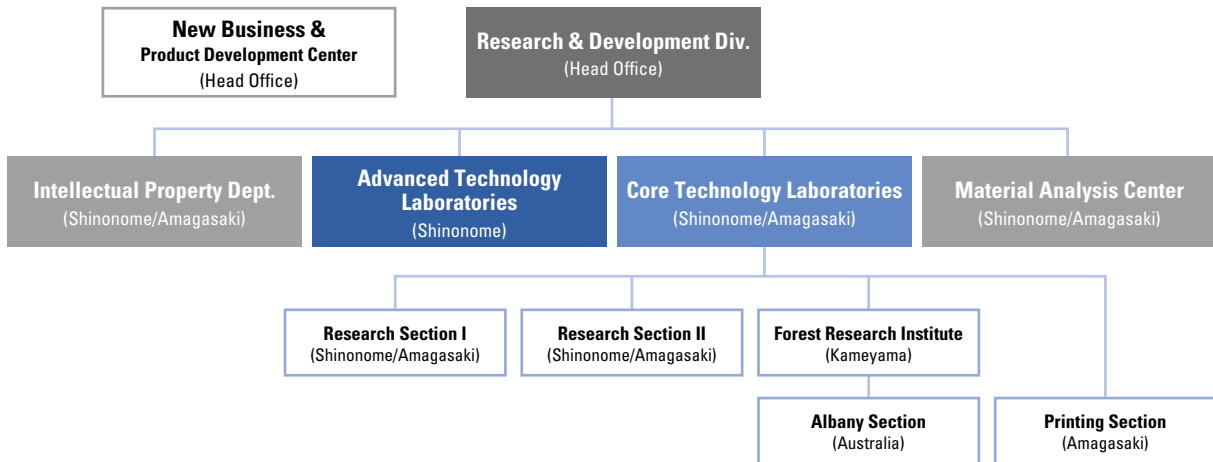 New Business &
Product Development Center
(Head Office)
Research & Development Div.
(Head Office)
Intellectual Property Dept.
(Shinonome/Amagasaki)
Advanced Technology
Laboratories
(Shinonome)
Core Technology Laboratories
(Shinonome/Amagasaki)
Material Analysis Center
(Shinonome/Amagasaki)
Research Section I
(Shinonome/Amagasaki)
Research Section II
(Shinonome/Amagasaki)
Forest Research Institute
(Kameyama)
Albany Section
(Australia)
Printing Section
(Amagasaki)